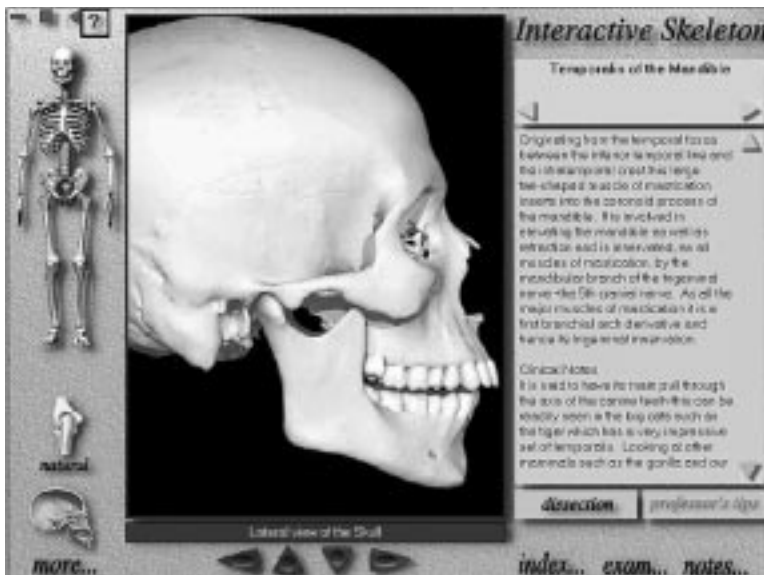 ?
Interactive Skeleton
Temporalis of the Mandible
Originating from the temporal fossa
between the inferior temporal line and
the infratemporal crest this large
fan-shaped muscle of mastication
inserts into the coronoid process of
the mandible. It is involved in
elevating the mandible as well as
retraction and is innervated, as all
muscles of mastication, by the
mandibular branch of the trigeminal
nerve -the 5th cranial nerve. As all the
major muscles of mastication it is a
first branchial arch derivative and
hence its trigeminal innervation.
Clinical Notes
It is said to have its main pull through
the axis of the canine teeth this can be
readily seen in the big cats such as
the tiger which has a very impressive
set of temporalis. Looking at other
mammals such as the gorilla and our
natural
more...
Lateral view of the Skull
dissection
professor's tips
index... exam... notes...